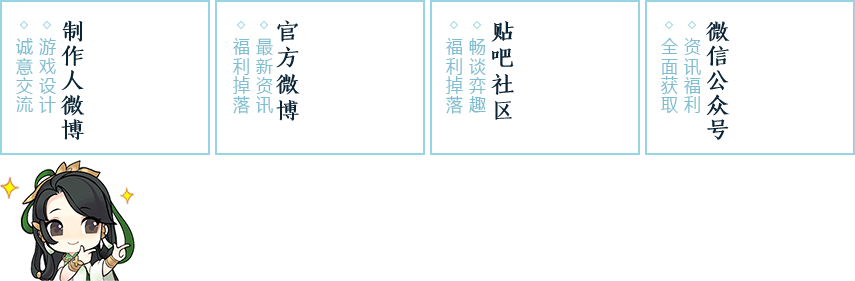 制作人微博
◇游戏设计
◇诚意交流
官方微博
◇最新资讯
◇福利掉落
贴吧社区
◇畅谈弈趣
◇福利掉落
微信公众号
◇资讯福利
◇全面获取